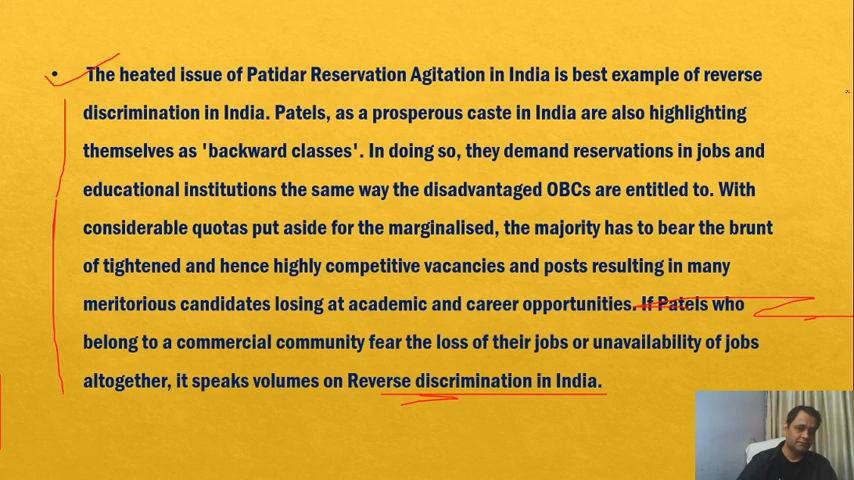 • The heated issue of Patidar Reservation Agitation in India is best example of reverse
discrimination in India. Patels, as a prosperous caste in India are also highlighting
themselves as 'backward classes'. In doing so, they demand reservations in jobs and
educational institutions the same way the disadvantaged OBCs are entitled to. With
considerable quotas put aside for the marginalised, the majority has to bear the brunt
of tightened and hence highly competitive vacancies and posts resulting in many
meritorious candidates losing at academic and career opportunities. If Patels who
belong to a commercial community fear the loss of their jobs or unavailability of jobs
altogether, it speaks volumes on Reverse discrimination in India.